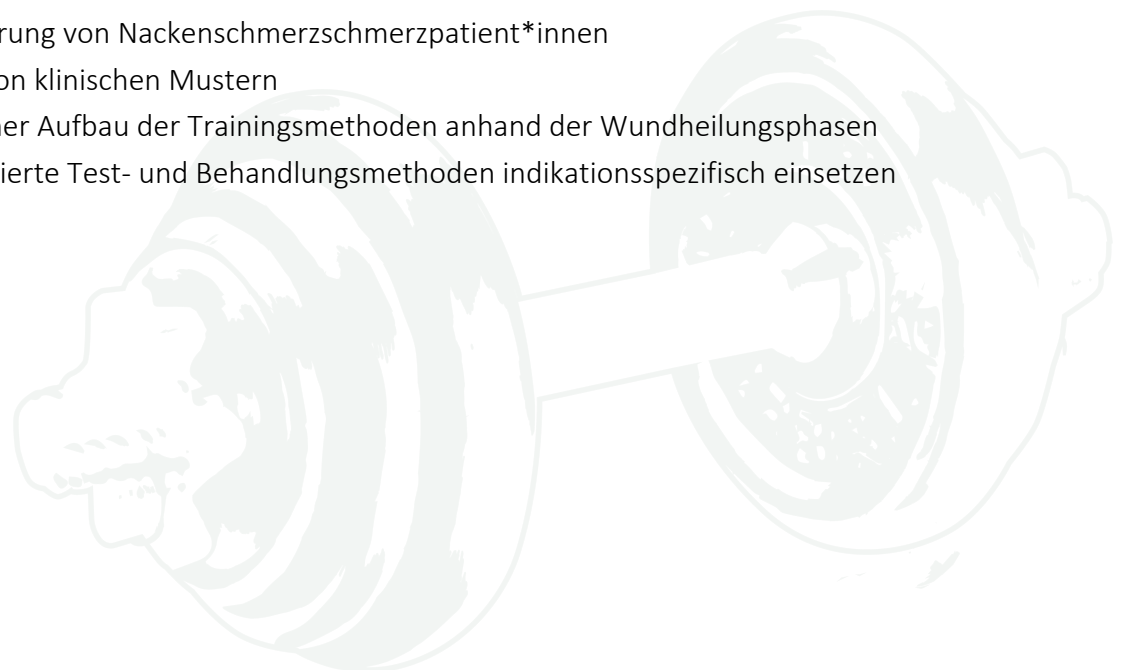 rung von Nackenschmerzschmerzpatient*innen
on klinischen Mustern
er Aufbau der Trainingsmethoden anhand der Wundheilungsphasen
ierte Test- und Behandlungsmethoden indikationsspezifisch einsetzen